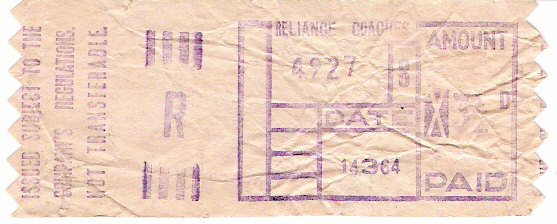 ISSUED SUBJECT TO THE
COMPANY'S REGULATIONS.
NOT TRANSFERABLE
R
RELIANCE COACHES
4927
DATE
14364
AMOUNT
D
PAID